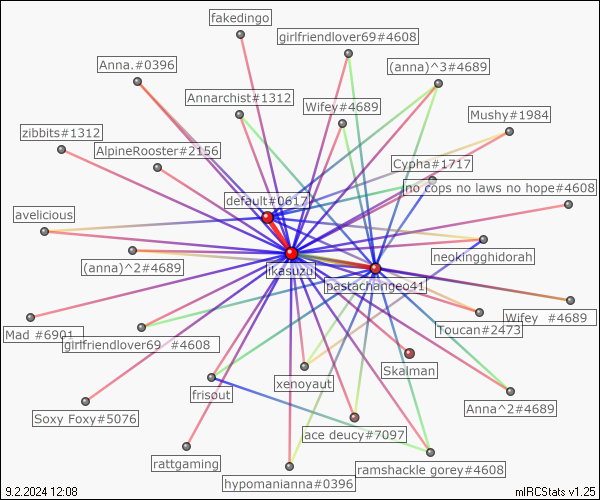 fakedingo
girlfriendlover69#4608
Anna.#0396
(anna)^3#4689
Annarchist#1312
Wifey#4689
Mushy#1984
zibbits#1312
AlpineRooster#2156
Cypha#1717
no cops no laws no hope#4608
default#0617
avelicious
neokingghidorah
(anna)^2#4689
ikasuzu
pastachangeo41
Wifey #4689
Mad #6901
girlfriendlover69 #4608
Toucan#2473
Skalman
xenoyaut
frisout
Anna^2#4689
Soxy Foxy#5076
ace deucy#7097
rattgaming
ramshackle gorey#4608
hypomanianna#0396
9.2.2024 12:08
mIRCStats v1.25